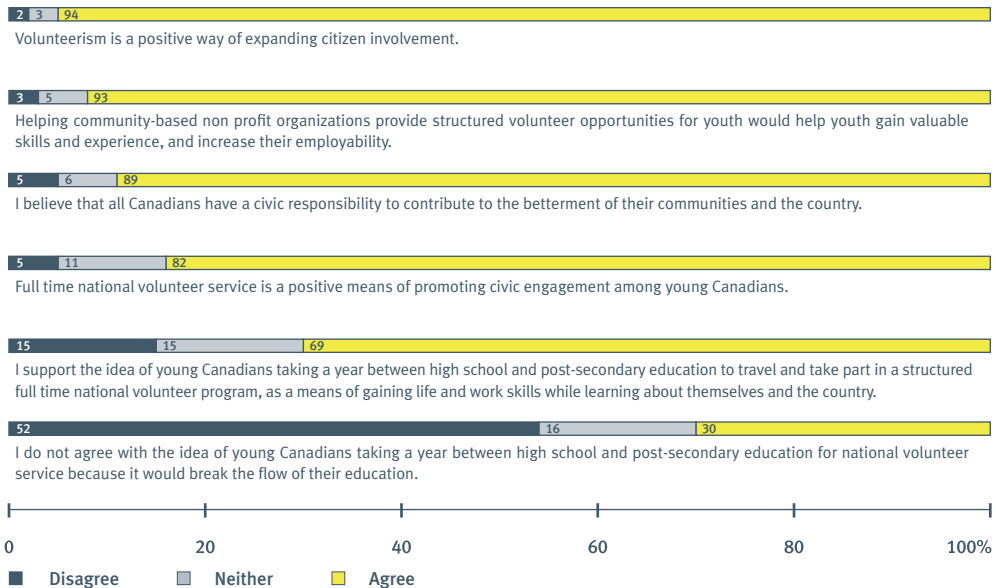 2 3 94
Volunteerism is a positive way of expanding citizen involvement.
3 5 93
Helping community-based non profit organizations provide structured volunteer opportunities for youth would help youth gain valuable
skills and experience, and increase their employability.
5 6 89
I believe that all Canadians have a civic responsibility to contribute to the betterment of their communities and the country.
5 11 82
Full time national volunteer service is a positive means of promoting civic engagement among young Canadians.
15 15 69
I support the idea of young Canadians taking a year between high school and post-secondary education to travel and take part in a structured
full time national volunteer program, as a means of gaining life and work skills while learning about themselves and the country.
52 16 30
I do not agree with the idea of young Canadians taking a year between high school and post-secondary education for national volunteer
service because it would break the flow of their education.
0 20 40 60 80 100%
Disagree Neither Agree